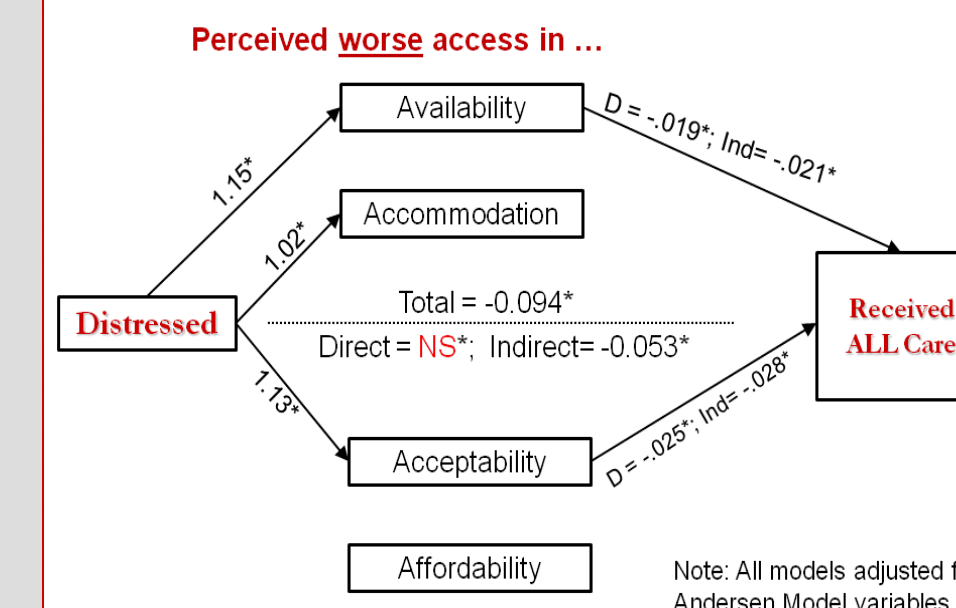 Perceived worse access in ...
Availability
D = -.019*; Ind= -.021*
1.15*
Accommodation
1.02*
Total = -0.094*
Distressed
Direct = NS*; Indirect= -0.053*
Received
ALL Care
1.13*
D = -.025*; Ind= -.028*
Acceptability
Affordability
Note: All models adjusted f
Andersen Model variables